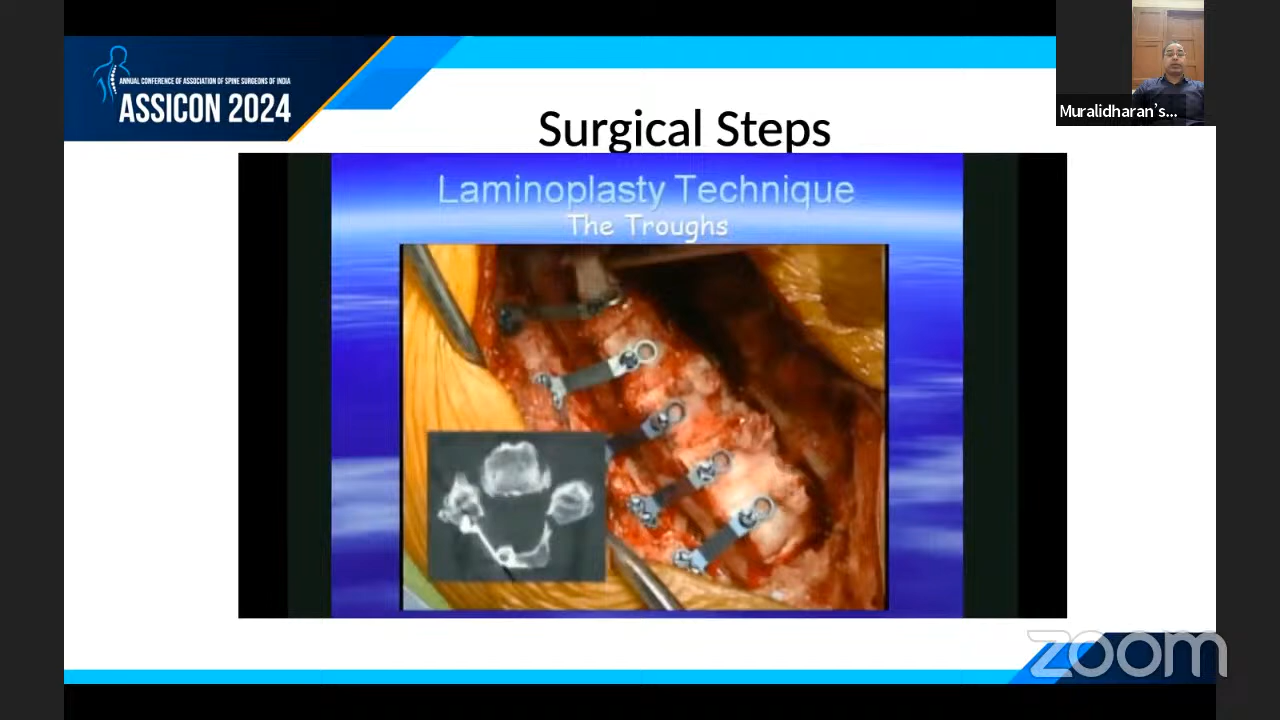 ANNUAL CONFERENCE OF ASSOCIATION OF SPINE SURGEONS OF INDIA
ASSICON 2024
Muralidharan’s...
Surgical Steps
Laminoplasty Technique
The Troughs
zoom